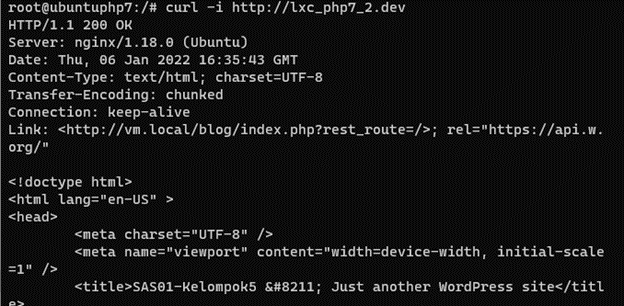 root@ubuntuphp7:/# curl -i http://lxc_php7_2.dev
HTTP/1.1 200 OK
Server: nginx/1.18.0 (Ubuntu)
Date: Thu, 06 Jan 2022 16:35:43 GMT
Content-Type: text/html; charset=UTF-8
Transfer-Encoding: chunked
Connection: keep-alive
Link: <http://vm.local/blog/index.php?rest_route=/>; rel="https://api.w.
org/"

<!doctype html>
<html lang="en-US" >
<head>
        <meta charset="UTF-8" />
        <meta name="viewport" content="width=device-width, initial-scale
=1" />
        <title>SAS01-Kelompok5 &#8211; Just another WordPress site</titl
e>